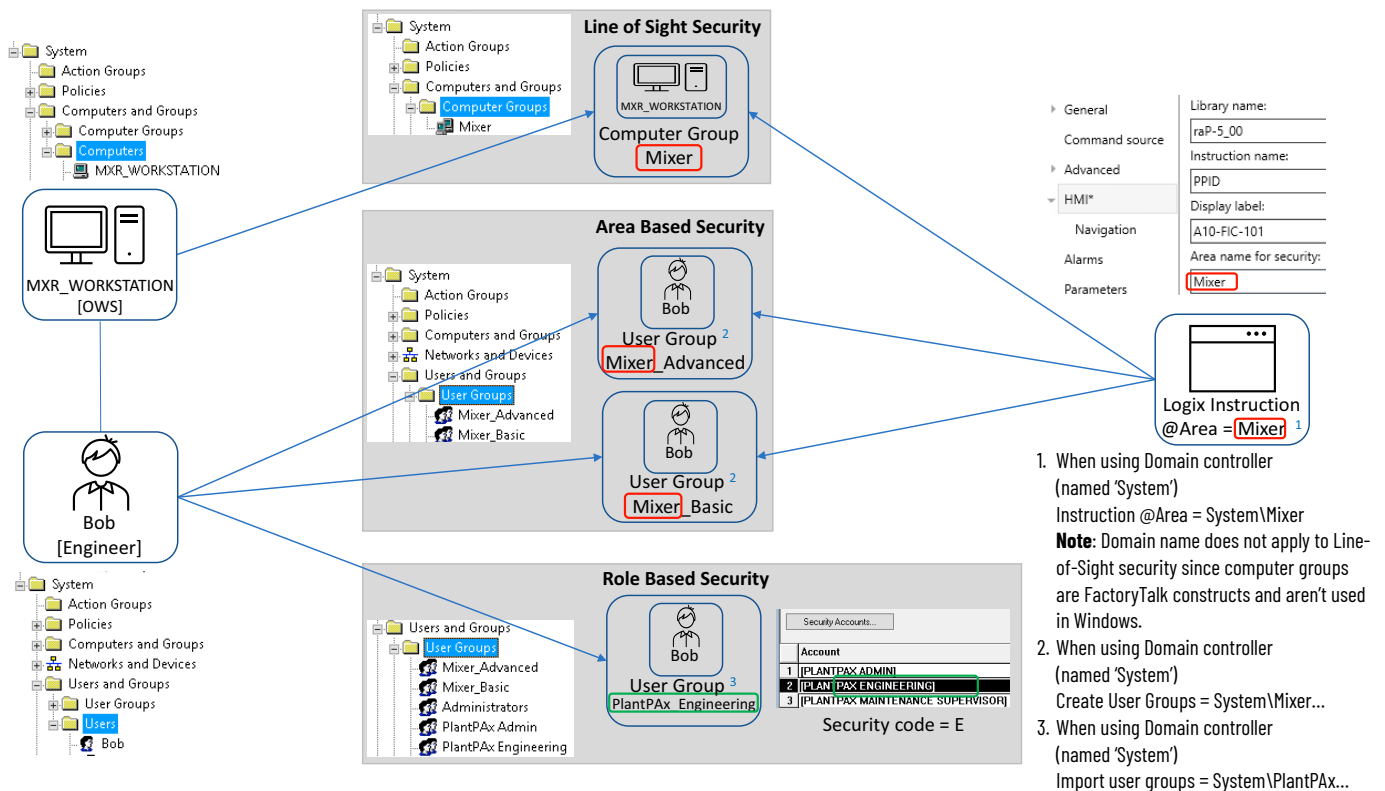 System
Action Groups
Policies
Computers and Groups
Computer Groups
Computers
MXR_WORKSTATION
MXR_WORKSTATION
[OWS]
Bob
[Engineer]
System
Action Groups
Policies
Computers and Groups
Networks and Devices
Users and Groups
User Groups
Users
Bob
Line of Sight Security
System
Action Groups
Policies
Computers and Groups
Computer Groups
Mixer
MXR_WORKSTATION
Computer Group
Mixer
Area Based Security
System
Action Groups
Policies
Computers and Groups
Networks and Devices
Users and Groups
User Groups
Mixer_Advanced
Mixer_Basic
Bob
User Group 2
Mixer_Advanced
Bob
User Group 2
Mixer_Basic
Role Based Security
Users and Groups
User Groups
Mixer_Advanced
Mixer_Basic
Administrators
PlantPAx Admin
PlantPAx Engineering
Bob
User Group 3
PlantPAx_Engineering
Security Accounts...
Account
1 [PLANTPAX ADMIN]
2 [PLANTPAX ENGINEERING]
3 [PLANTPAX MAINTENANCE SUPERVISOR]
Security code = E
General
Command source
Advanced
HMI*
Navigation
Alarms
Parameters
Library name:
raP-5_00
Instruction name:
PPID
Display label:
A10-FIC-101
Area name for security:
Mixer
Logix Instruction
@Area = Mixer 1
1. When using Domain controller
(named ‘System’)
Instruction @Area = System\Mixer
Note: Domain name does not apply to Line-
of-Sight security since computer groups
are FactoryTalk constructs and aren’t used
in Windows.
2. When using Domain controller
(named ‘System’)
Create User Groups = System\Mixer...
3. When using Domain controller
(named ‘System’)
Import user groups = System\PlantPAx...